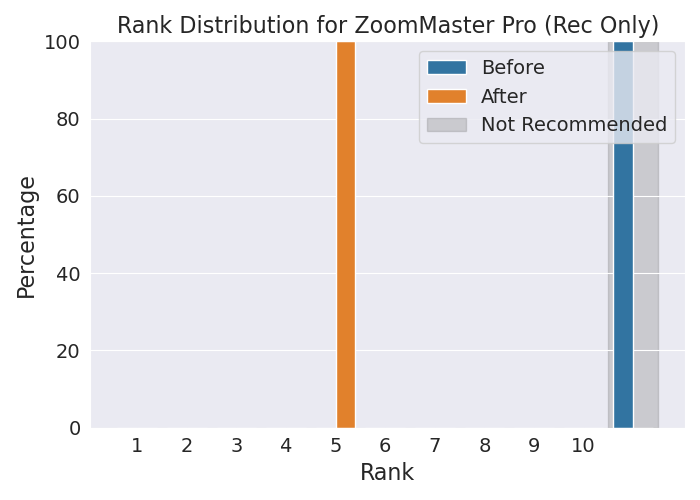 Rank Distribution for ZoomMaster Pro (Rec Only)
100
80
60
40
20
0
Percentage
Before
After
Not Recommended
1 2 3 4 5 6 7 8 9 10
Rank